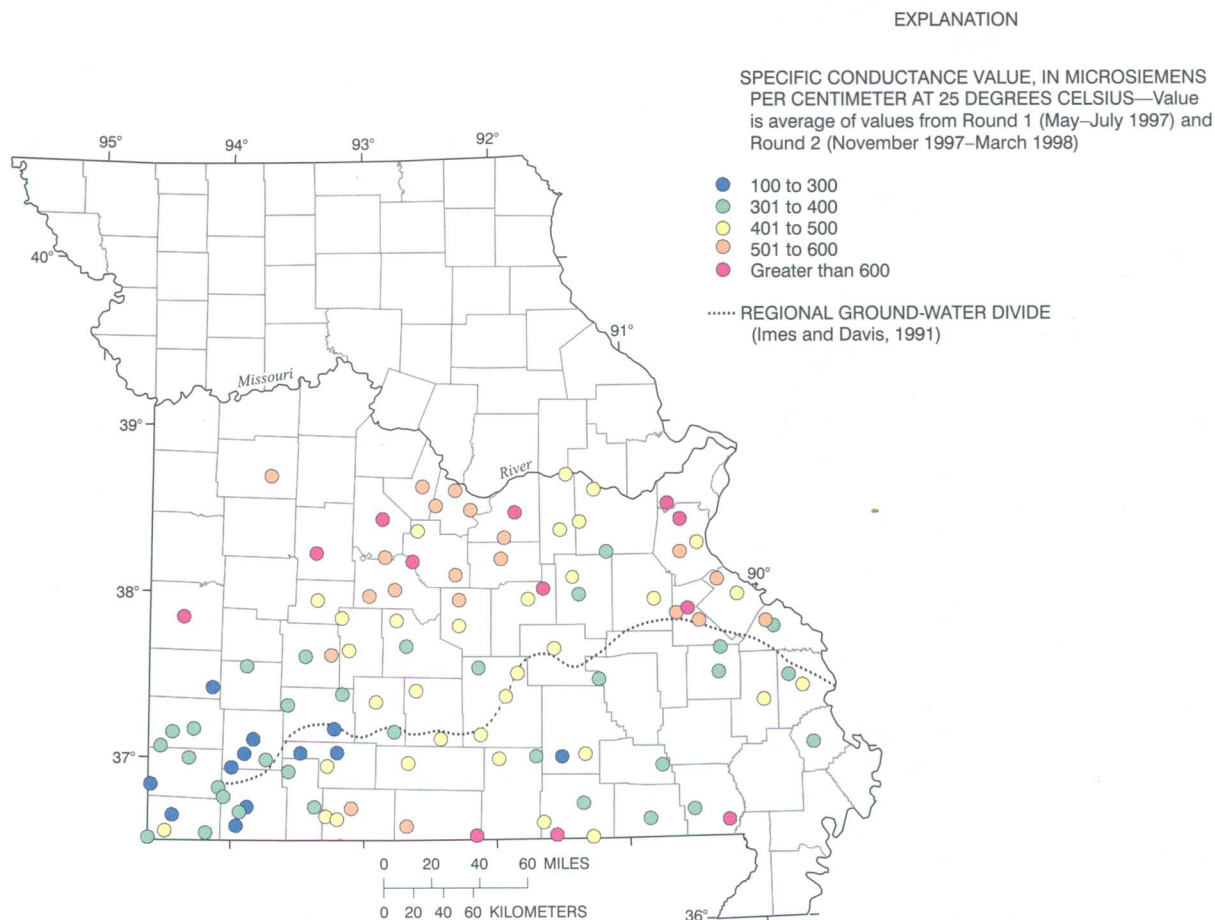 EXPLANATION
SPECIFIC CONDUCTANCE VALUE, IN MICROSIEMENS
PER CENTIMETER AT 25 DEGREES CELSIUS—Value
is average of values from Round 1 (May–July 1997) and
Round 2 (November 1997–March 1998)
100 to 300
301 to 400
401 to 500
501 to 600
Greater than 600
REGIONAL GROUND-WATER DIVIDE
(Imes and Davis, 1991)
95° 94° 93° 92°
40°
91°
Missouri
39°
River
38°
90°
37°
0 20 40 60 MILES
0 20 40 60 KILOMETERS
36°